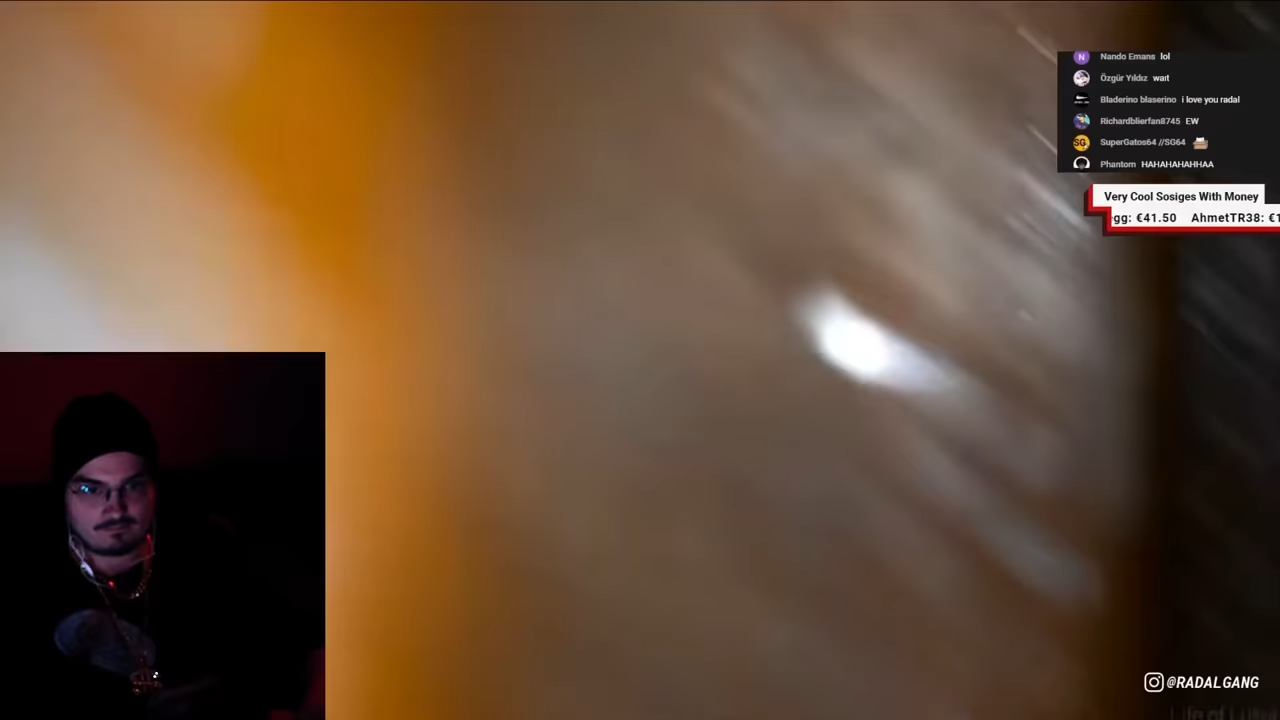 Nando Emans lol
Özgür Yıldız wait
Bladerino blaserino i love you radal
Richardblierfan8745 EW
SG. SuperGatos64 //SG64
Phantom HAHAHAHAHHAA
Very Cool Sosiges With Money
gg: €41.50 AhmetTR38: €1
@RADALGANG